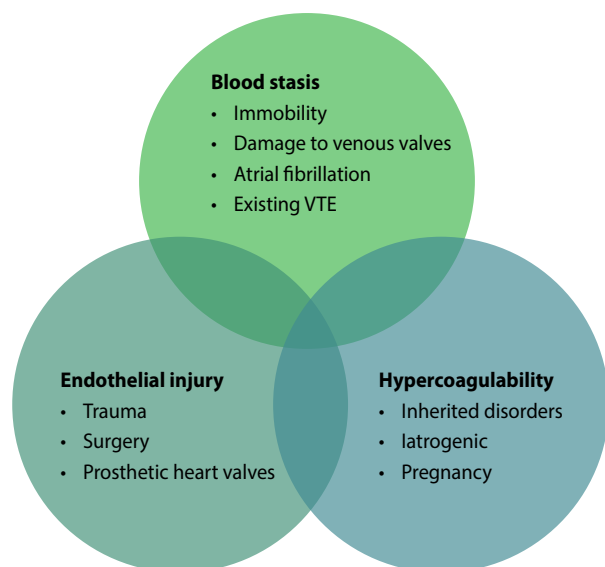 Blood stasis
• Immobility
• Damage to venous valves
• Atrial fibrillation
• Existing VTE
Endothelial injury
• Trauma
• Surgery
• Prosthetic heart valves
Hypercoagulability
• Inherited disorders
• Iatrogenic
• Pregnancy